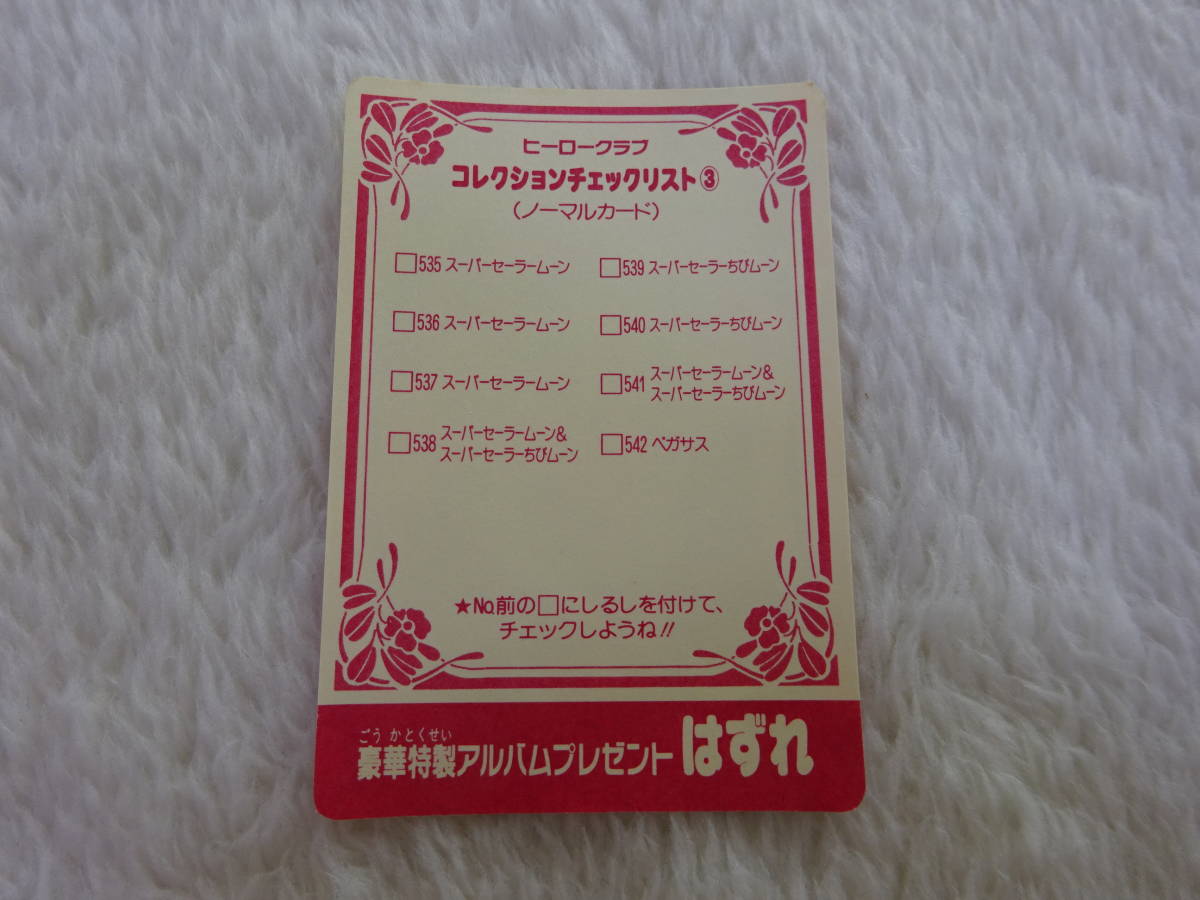 ヒーロークラブ
コレクションチェックリスト③
(ノーマルカード)
□535 スーパーセーラームーン
□536 スーパーセーラームーン
□537 スーパーセーラームーン
□538 スーパーセーラームーン&
スーパーセーラーちびムーン
□539 スーパーセーラーちびムーン
□540 スーパーセーラーちびムーン
□541 スーパーセーラームーン&
スーパーセーラーちびムーン
□542 ペガサス
★No.前の□にしるしを付けて、
チェックしようね!!
ごうかとくせい
豪華特製アルバムプレゼント はずれ